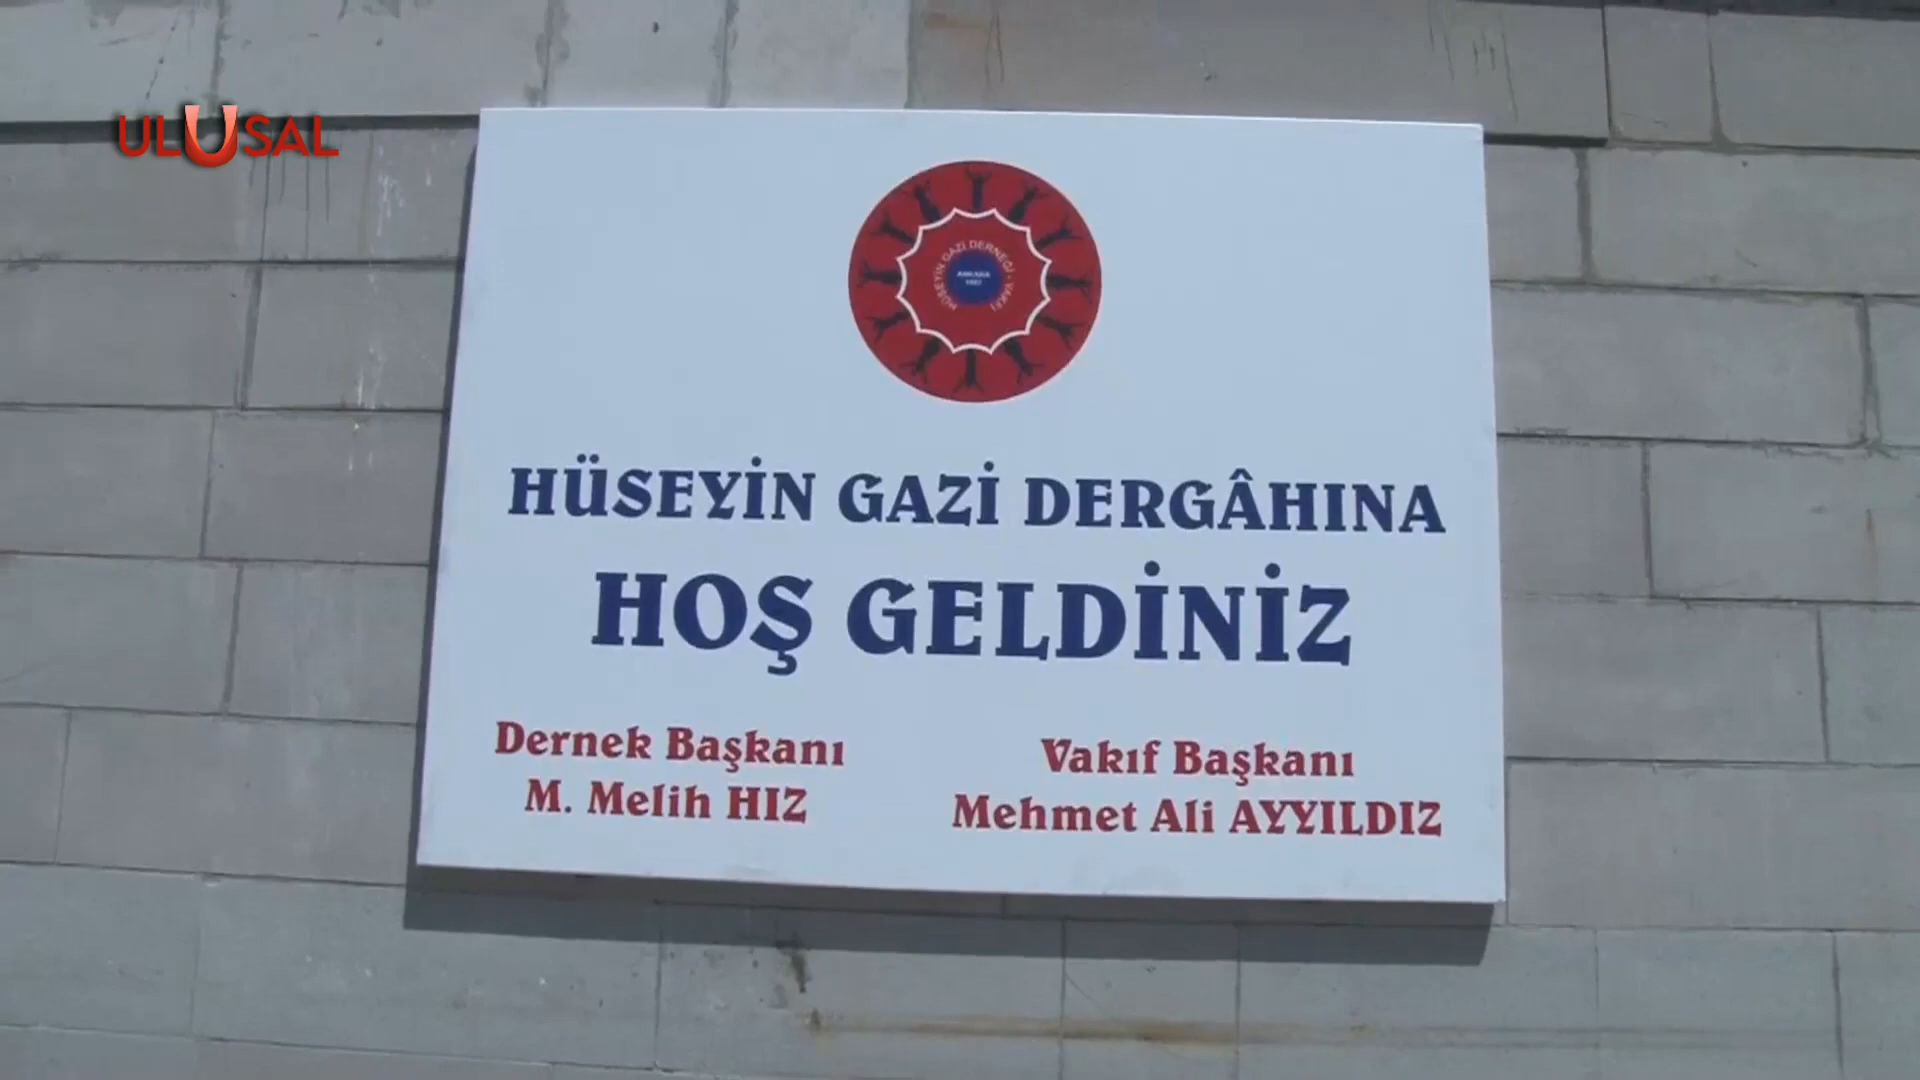 ULUSAL
HÜSEYİN GAZİ DERNEĞİ - VAKFI
ANKARA
HÜSEYİN GAZİ DERGÂHINA
HOŞ GELDİNİZ
Dernek Başkanı
M. Melih HIZ
Vakıf Başkanı
Mehmet Ali AYYILDIZ